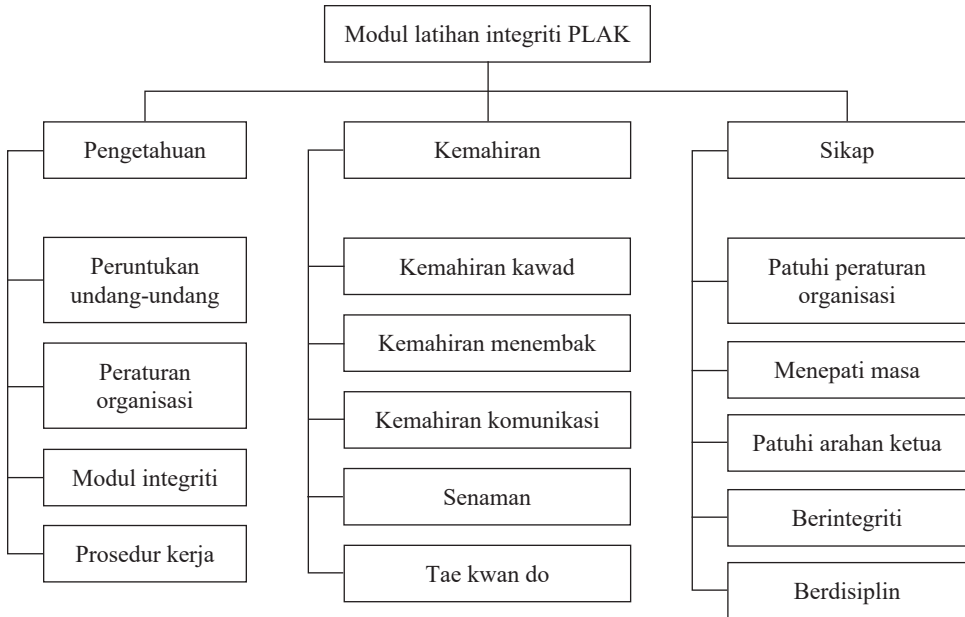 Modul latihan integriti PLAK
Pengetahuan
Peruntukan
undang-undang
Peraturan
organisasi
Modul integriti
Prosedur kerja
Kemahiran
Kemahiran kawad
Kemahiran menembak
Kemahiran komunikasi
Senaman
Tae kwan do
Sikap
Patuhi peraturan
organisasi
Menepati masa
Patuhi arahan ketua
Berintegriti
Berdisiplin